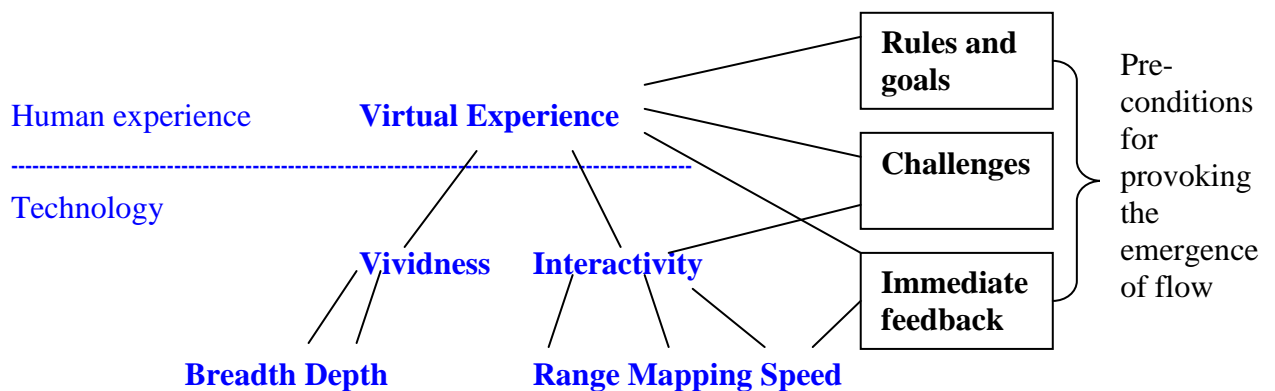 Rules and
goals
Pre-
conditions
for
provoking
the
emergence
of flow
Human experience
Virtual Experience
Challenges
Technology
Vividness
Interactivity
Immediate
feedback
Breadth Depth
Range Mapping Speed